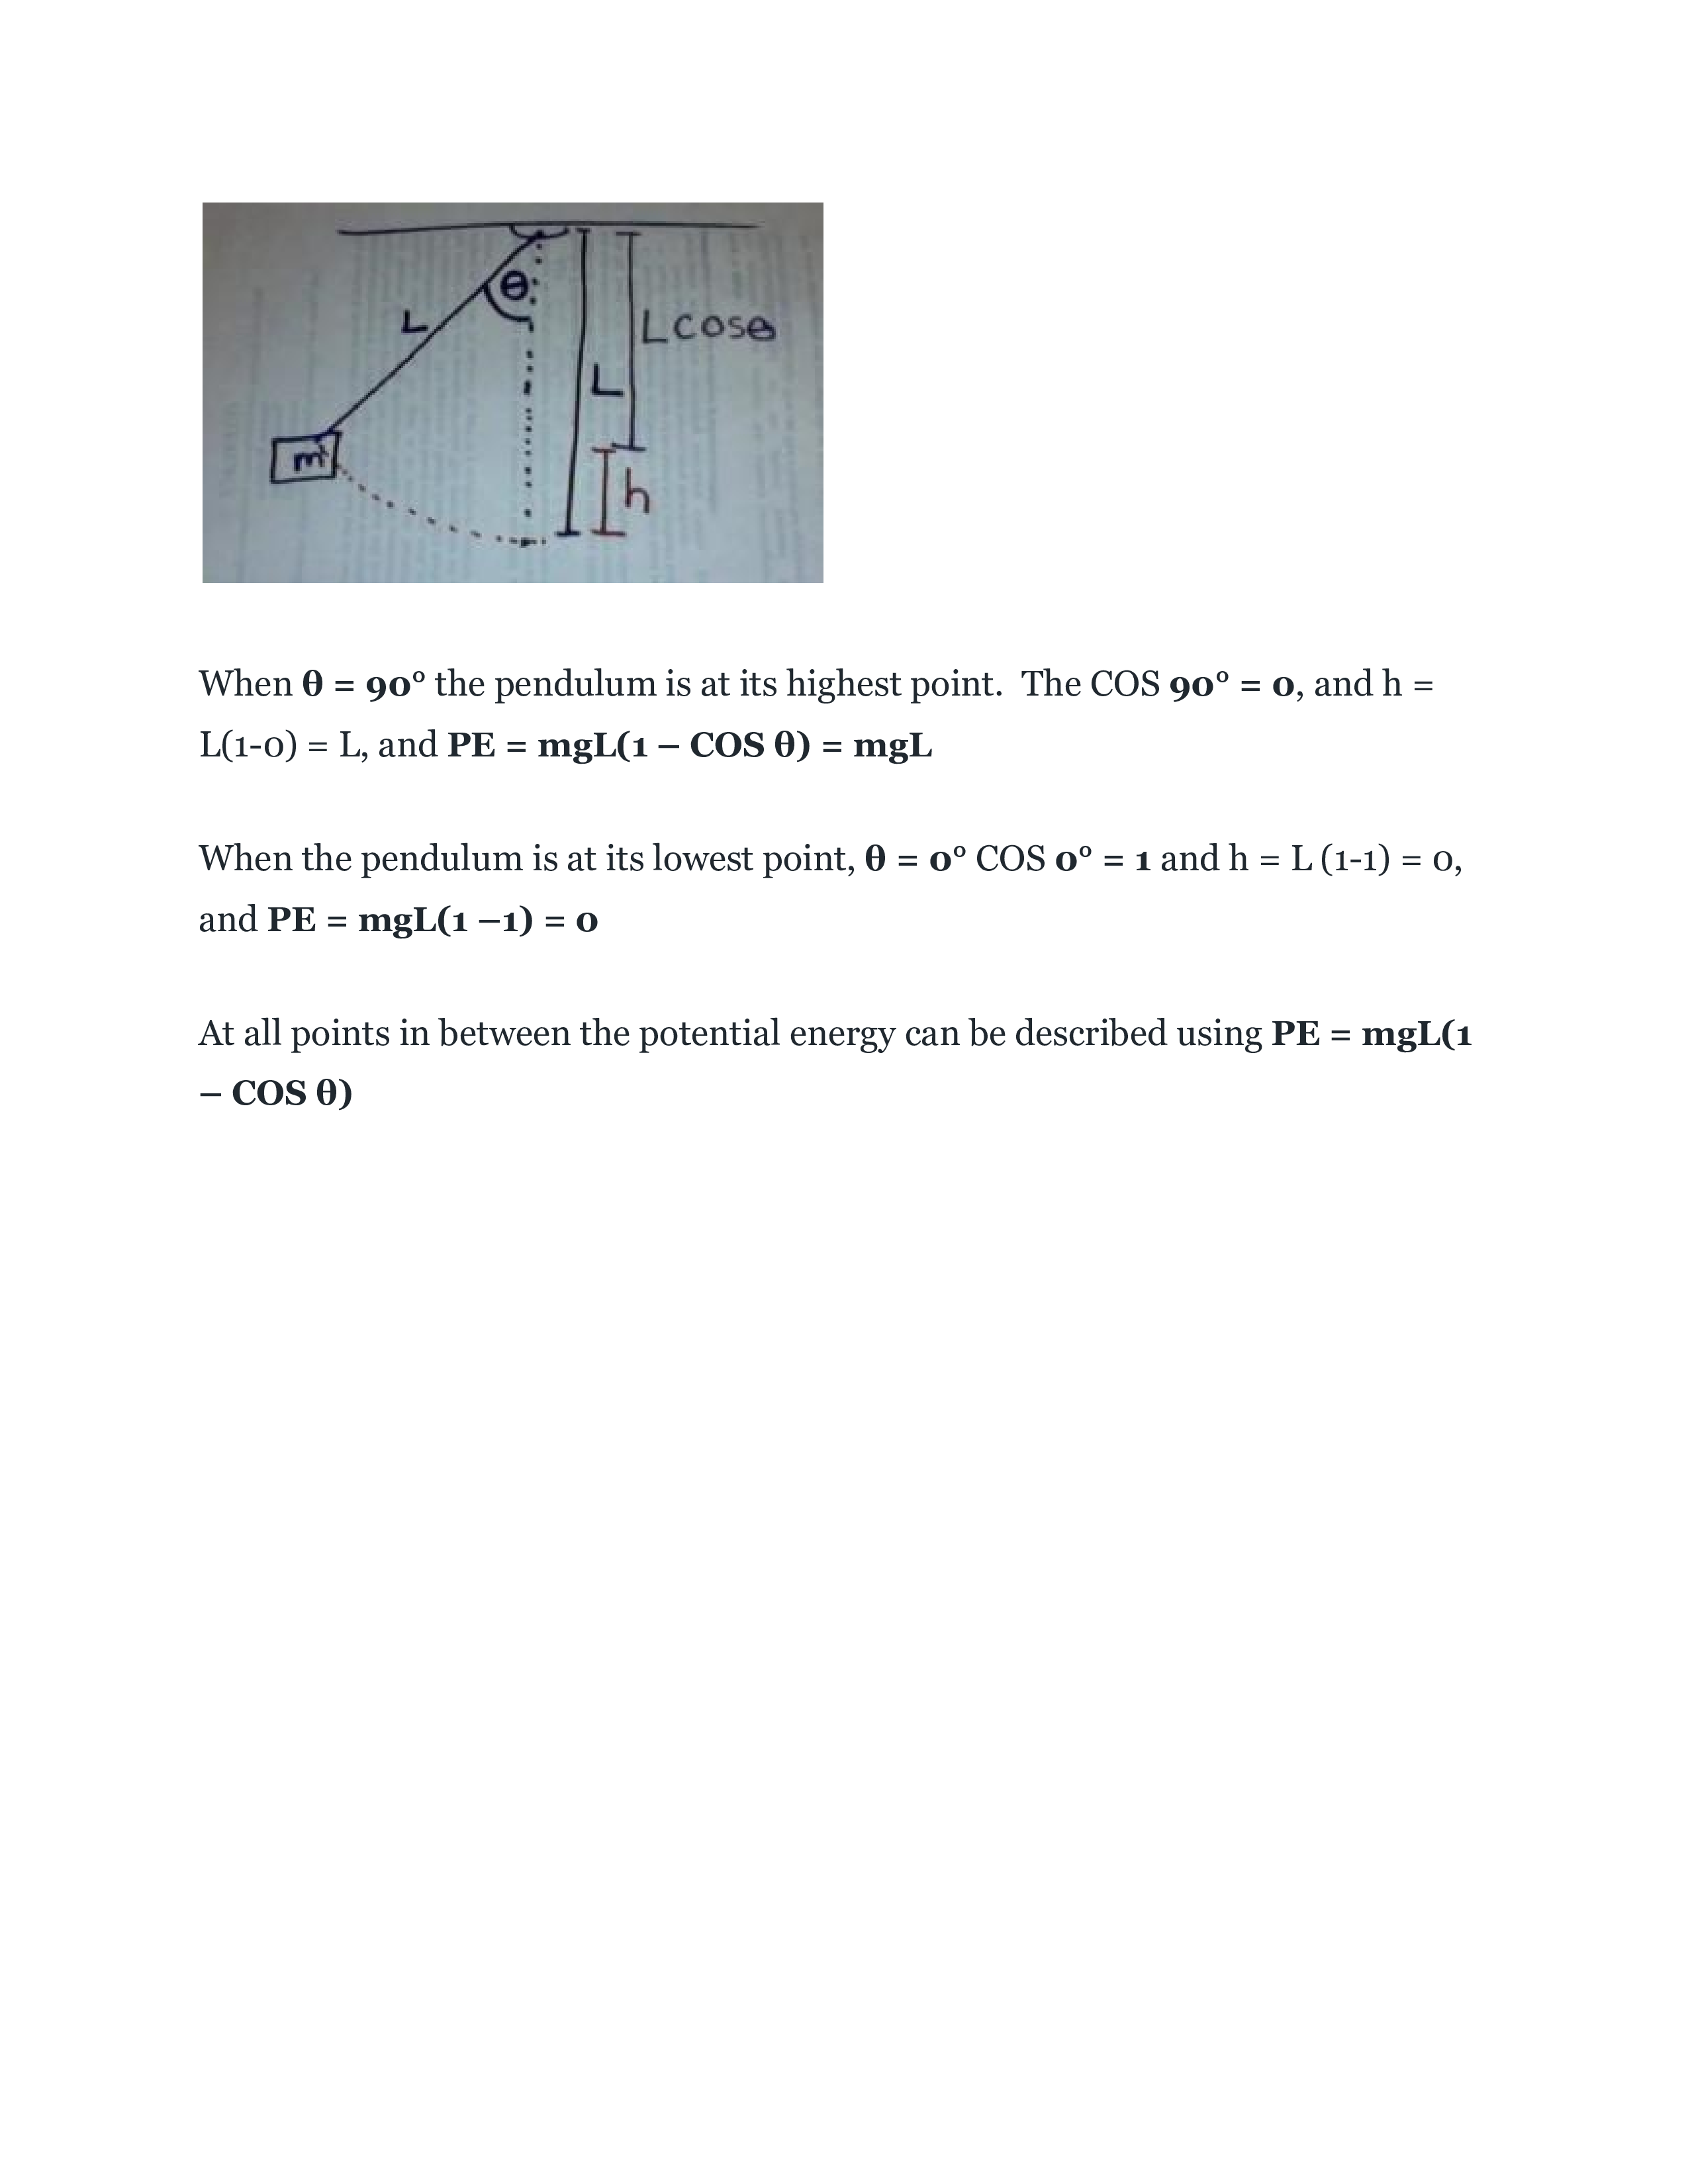 θ
L
L cosθ
L
m
h
When θ = 90° the pendulum is at its highest point.  The COS 90° = 0, and h =
L(1-0) = L, and PE = mgL(1 – COS θ) = mgL
When the pendulum is at its lowest point, θ = 0° COS 0° = 1 and h = L (1-1) = 0,
and PE = mgL(1 –1) = 0
At all points in between the potential energy can be described using PE = mgL(1
– COS θ)